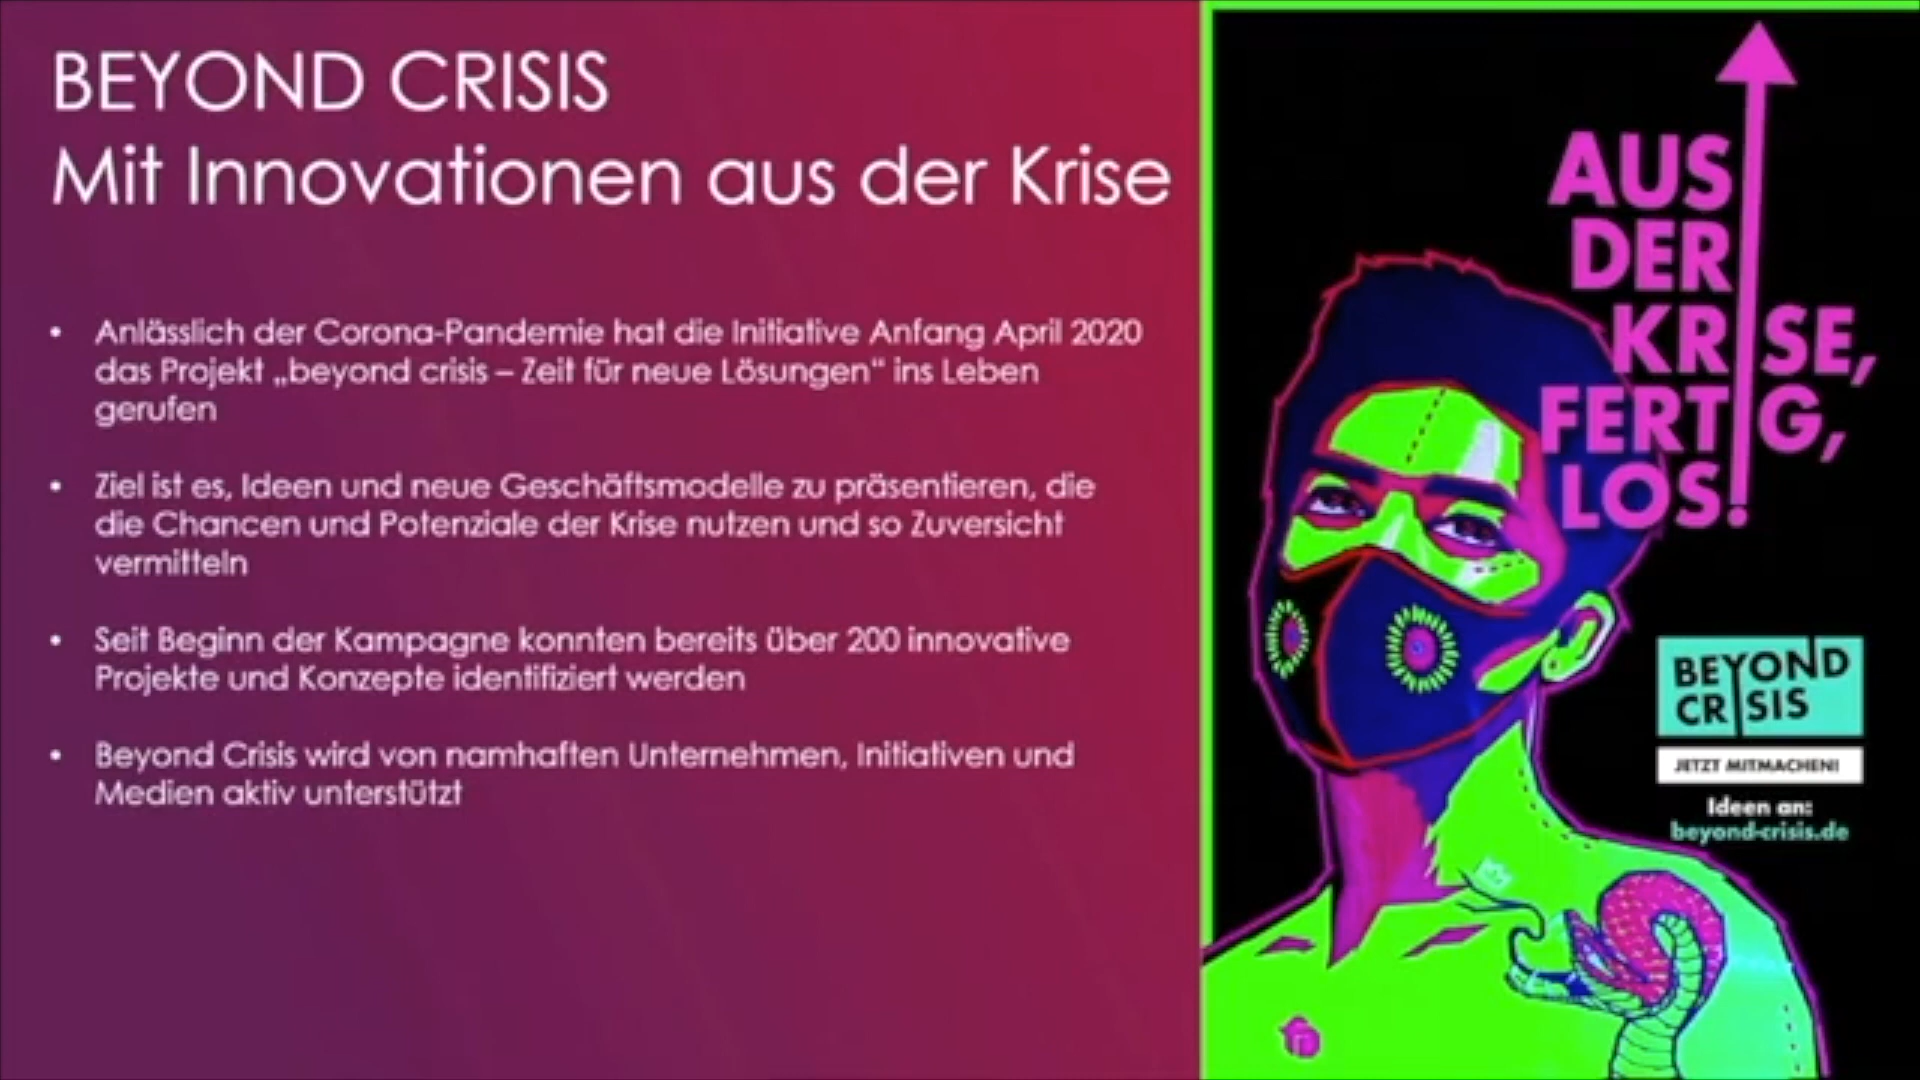 BEYOND CRISIS
Mit Innovationen aus der Krise
• Anlässlich der Corona-Pandemie hat die Initiative Anfang April 2020
das Projekt „beyond crisis – Zeit für neue Lösungen“ ins Leben
gerufen
• Ziel ist es, Ideen und neue Geschäftsmodelle zu präsentieren, die
die Chancen und Potenziale der Krise nutzen und so Zuversicht
vermitteln
• Seit Beginn der Kampagne konnten bereits über 200 innovative
Projekte und Konzepte identifiziert werden
• Beyond Crisis wird von namhaften Unternehmen, Initiativen und
Medien aktiv unterstützt
AUS
DER
KRISE,
FERTIG,
LOS!
BEYOND
CRISIS
JETZT MITMACHEN!
Ideen an:
beyond-crisis.de